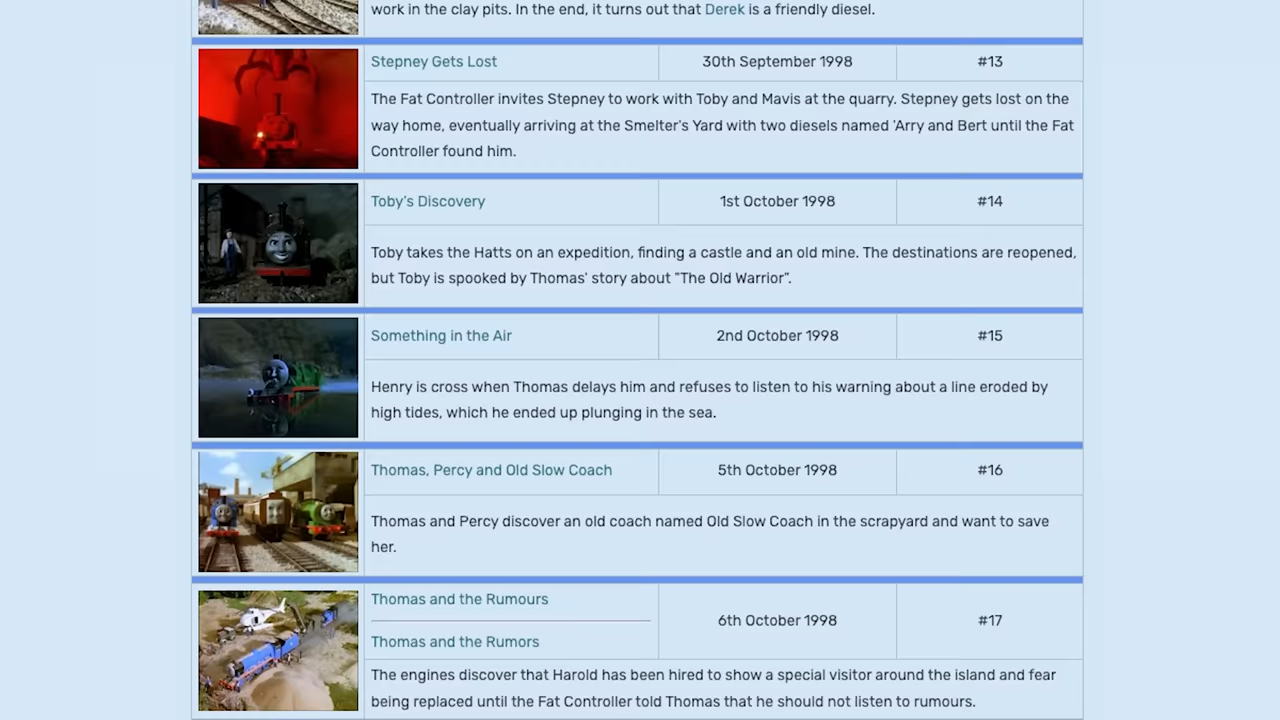 work in the clay pits. In the end, it turns out that Derek is a friendly diesel.
Stepney Gets Lost
30th September 1998
#13
The Fat Controller invites Stepney to work with Toby and Mavis at the quarry. Stepney gets lost on the
way home, eventually arriving at the Smelter's Yard with two diesels named 'Arry and Bert until the Fat
Controller found him.
Toby's Discovery
1st October 1998
#14
Toby takes the Hatts on an expedition, finding a castle and an old mine. The destinations are reopened,
but Toby is spooked by Thomas' story about "The Old Warrior".
Something in the Air
2nd October 1998
#15
Henry is cross when Thomas delays him and refuses to listen to his warning about a line eroded by
high tides, which he ended up plunging in the sea.
Thomas, Percy and Old Slow Coach
5th October 1998
#16
Thomas and Percy discover an old coach named Old Slow Coach in the scrapyard and want to save
her.
Thomas and the Rumours
Thomas and the Rumors
6th October 1998
#17
The engines discover that Harold has been hired to show a special visitor around the island and fear
being replaced until the Fat Controller told Thomas that he should not listen to rumours.